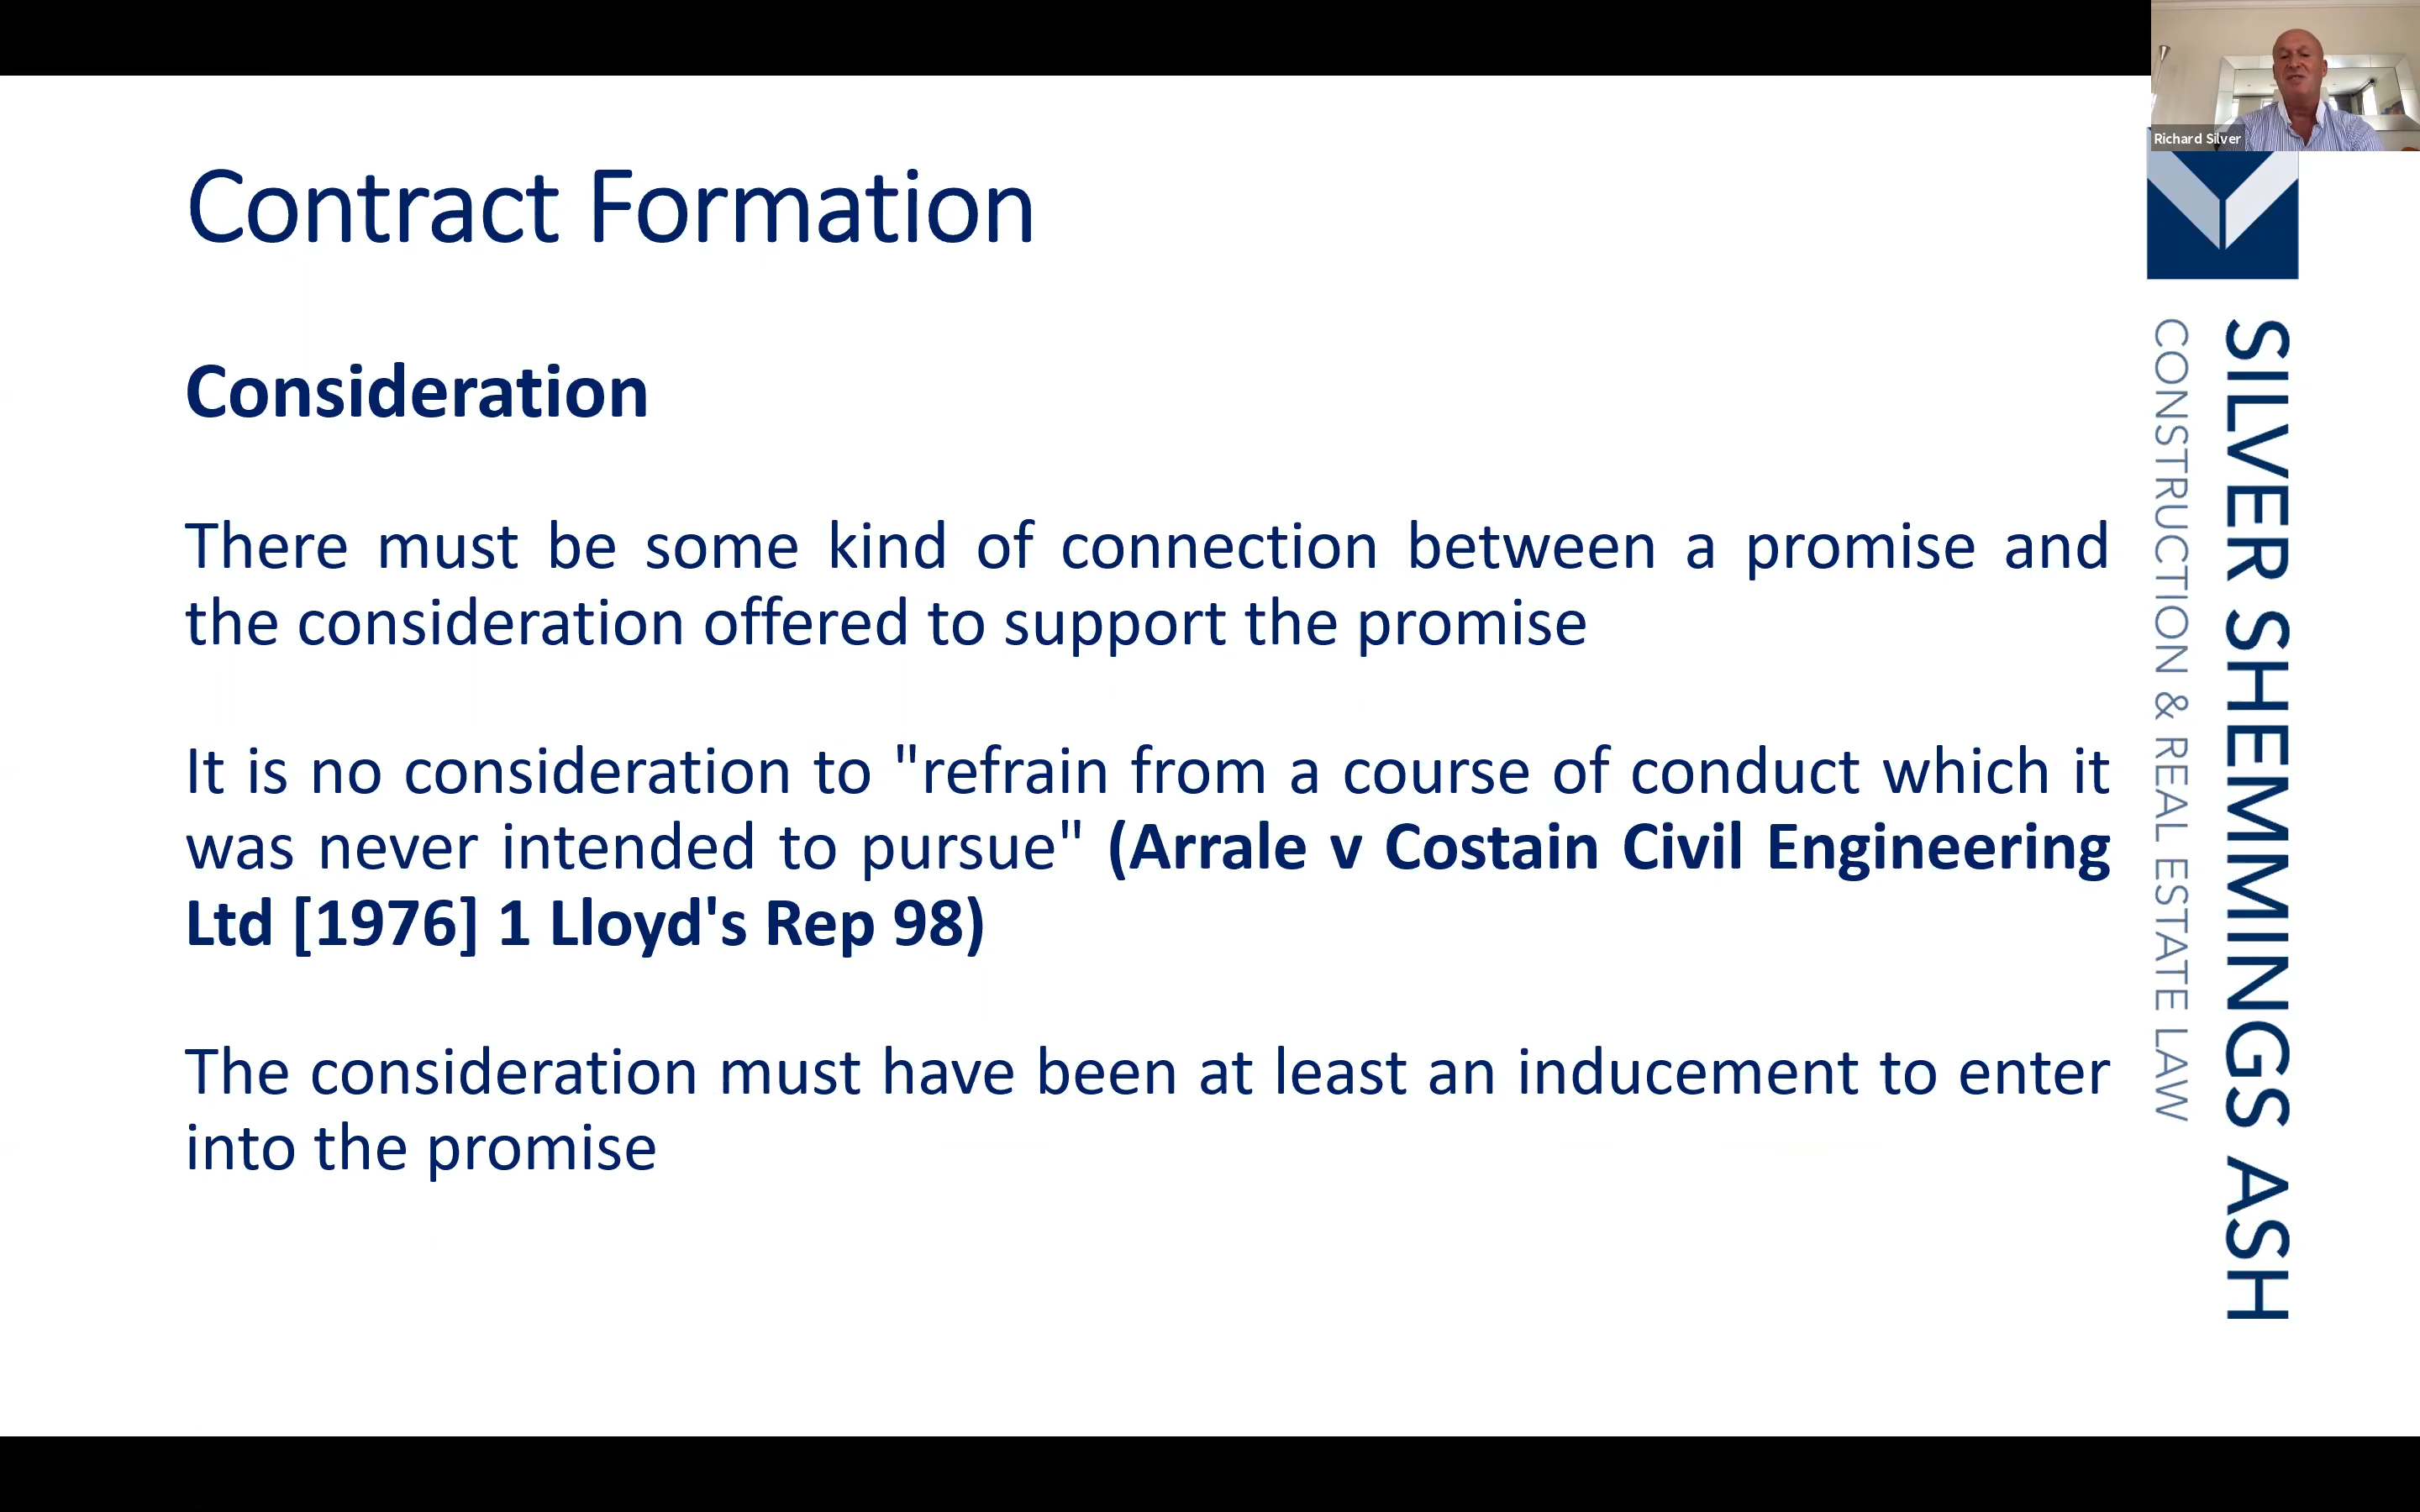 Richard Silver
Contract Formation
Consideration
There must be some kind of connection between a promise and
the consideration offered to support the promise
It is no consideration to "refrain from a course of conduct which it
was never intended to pursue" (Arrale v Costain Civil Engineering
Ltd [1976] 1 Lloyd's Rep 98)
The consideration must have been at least an inducement to enter
into the promise
SILVER SHEMMINGS ASH
CONSTRUCTION & REAL ESTATE LAW